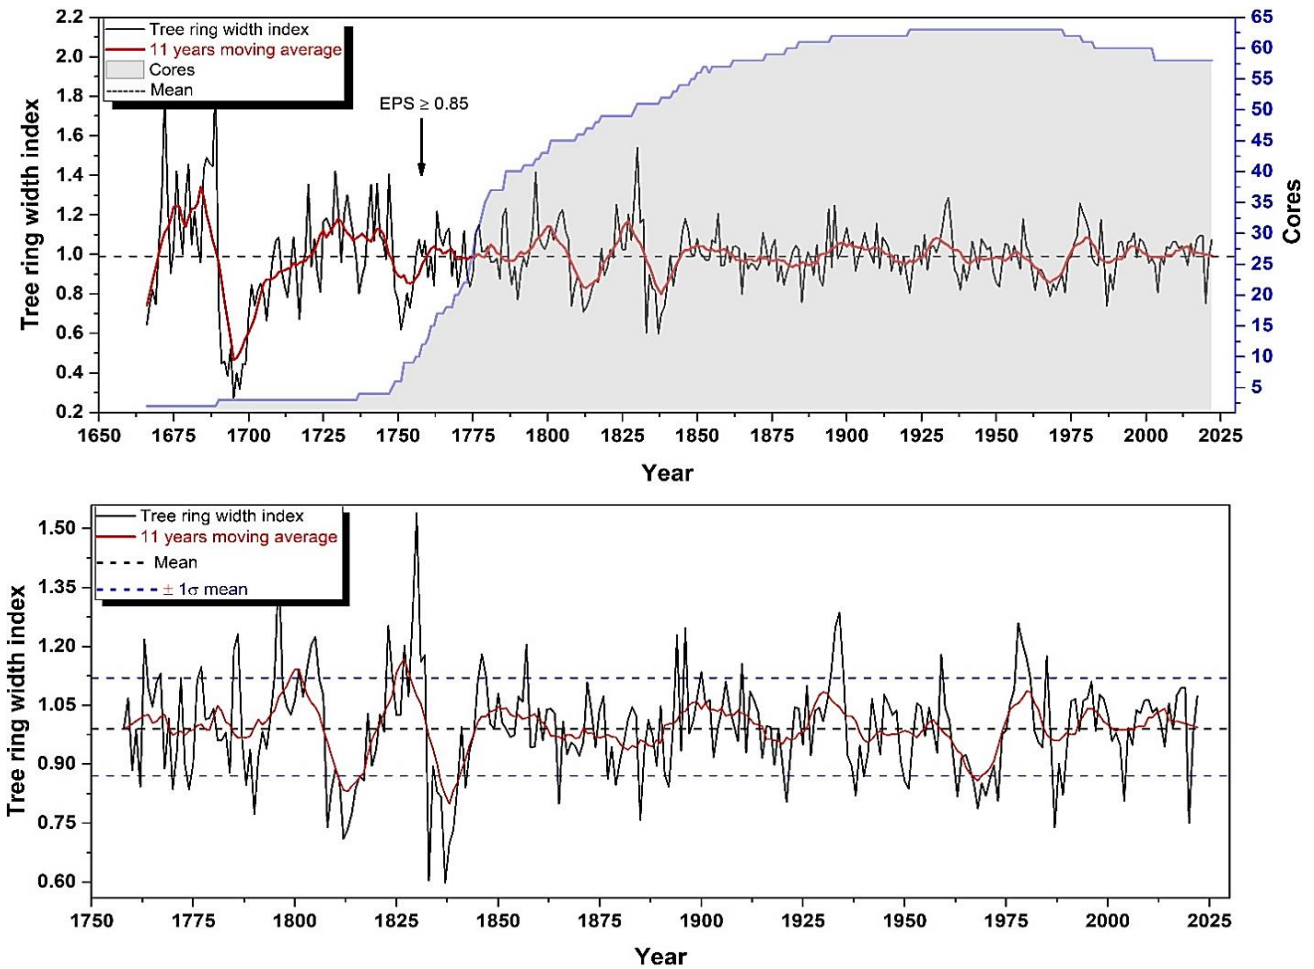 Tree ring width index
11 years moving average
Cores
Mean
EPS ≥ 0.85
Tree ring width index
2.2
2.0
1.8
1.6
1.4
1.2
1.0
0.8
0.6
0.4
0.2
65
60
55
50
45
40
35
30
25
20
15
10
5
Cores
1650 1675 1700 1725 1750 1775 1800 1825 1850 1875 1900 1925 1950 1975 2000 2025
Year
Tree ring width index
11 years moving average
Mean
± 1σ mean
Tree ring width index
1.50
1.35
1.20
1.05
0.90
0.75
0.60
1750 1775 1800 1825 1850 1875 1900 1925 1950 1975 2000 2025
Year